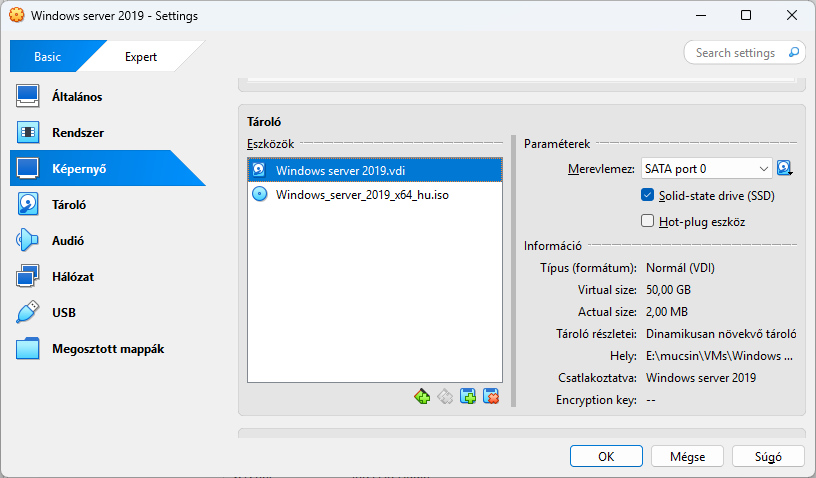 Windows server 2019 - Settings
Basic
Expert
Search settings
Általános
Rendszer
Képernyő
Tároló
Audió
Hálózat
USB
Megosztott mappák
Tároló
Eszközök
Windows server 2019.vdi
Windows_server_2019_x64_hu.iso
Paraméterek
Merevlemez: SATA port 0
Solid-state drive (SSD)
Hot-plug eszköz
Információ
Típus (formátum): Normál (VDI)
Virtual size: 50,00 GB
Actual size: 2,00 MB
Tároló részletei: Dinamikusan növekvő tároló
Hely: E:\mucsin\VMs\Windows ...
Csatlakoztatva: Windows server 2019
Encryption key: --
OK
Mégse
Súgó